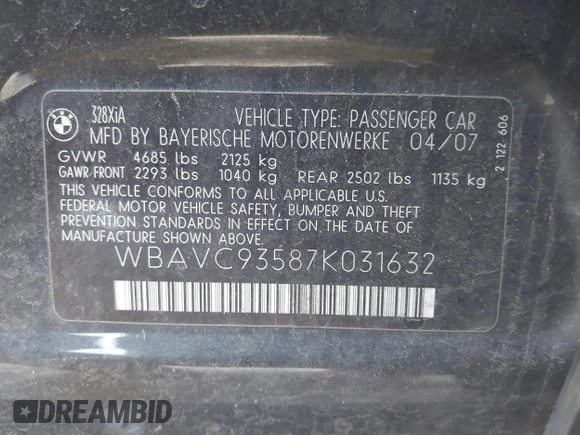 BMW
328XiA VEHICLE TYPE: PASSENGER CAR
MFD BY BAYERISCHE MOTORENWERKE 04/07
GVWR 4685 lbs 2125 kg
GAWR FRONT 2293 lbs 1040 kg REAR 2502 lbs 1135 kg
THIS VEHICLE CONFORMS TO ALL APPLICABLE U.S.
FEDERAL MOTOR VEHICLE SAFETY, BUMPER AND THEFT
PREVENTION STANDARDS IN EFFECT ON THE DATE OF
MANUFACTURE SHOWN ABOVE.
WBAVC93587K031632
2 122 606
DREAMBID